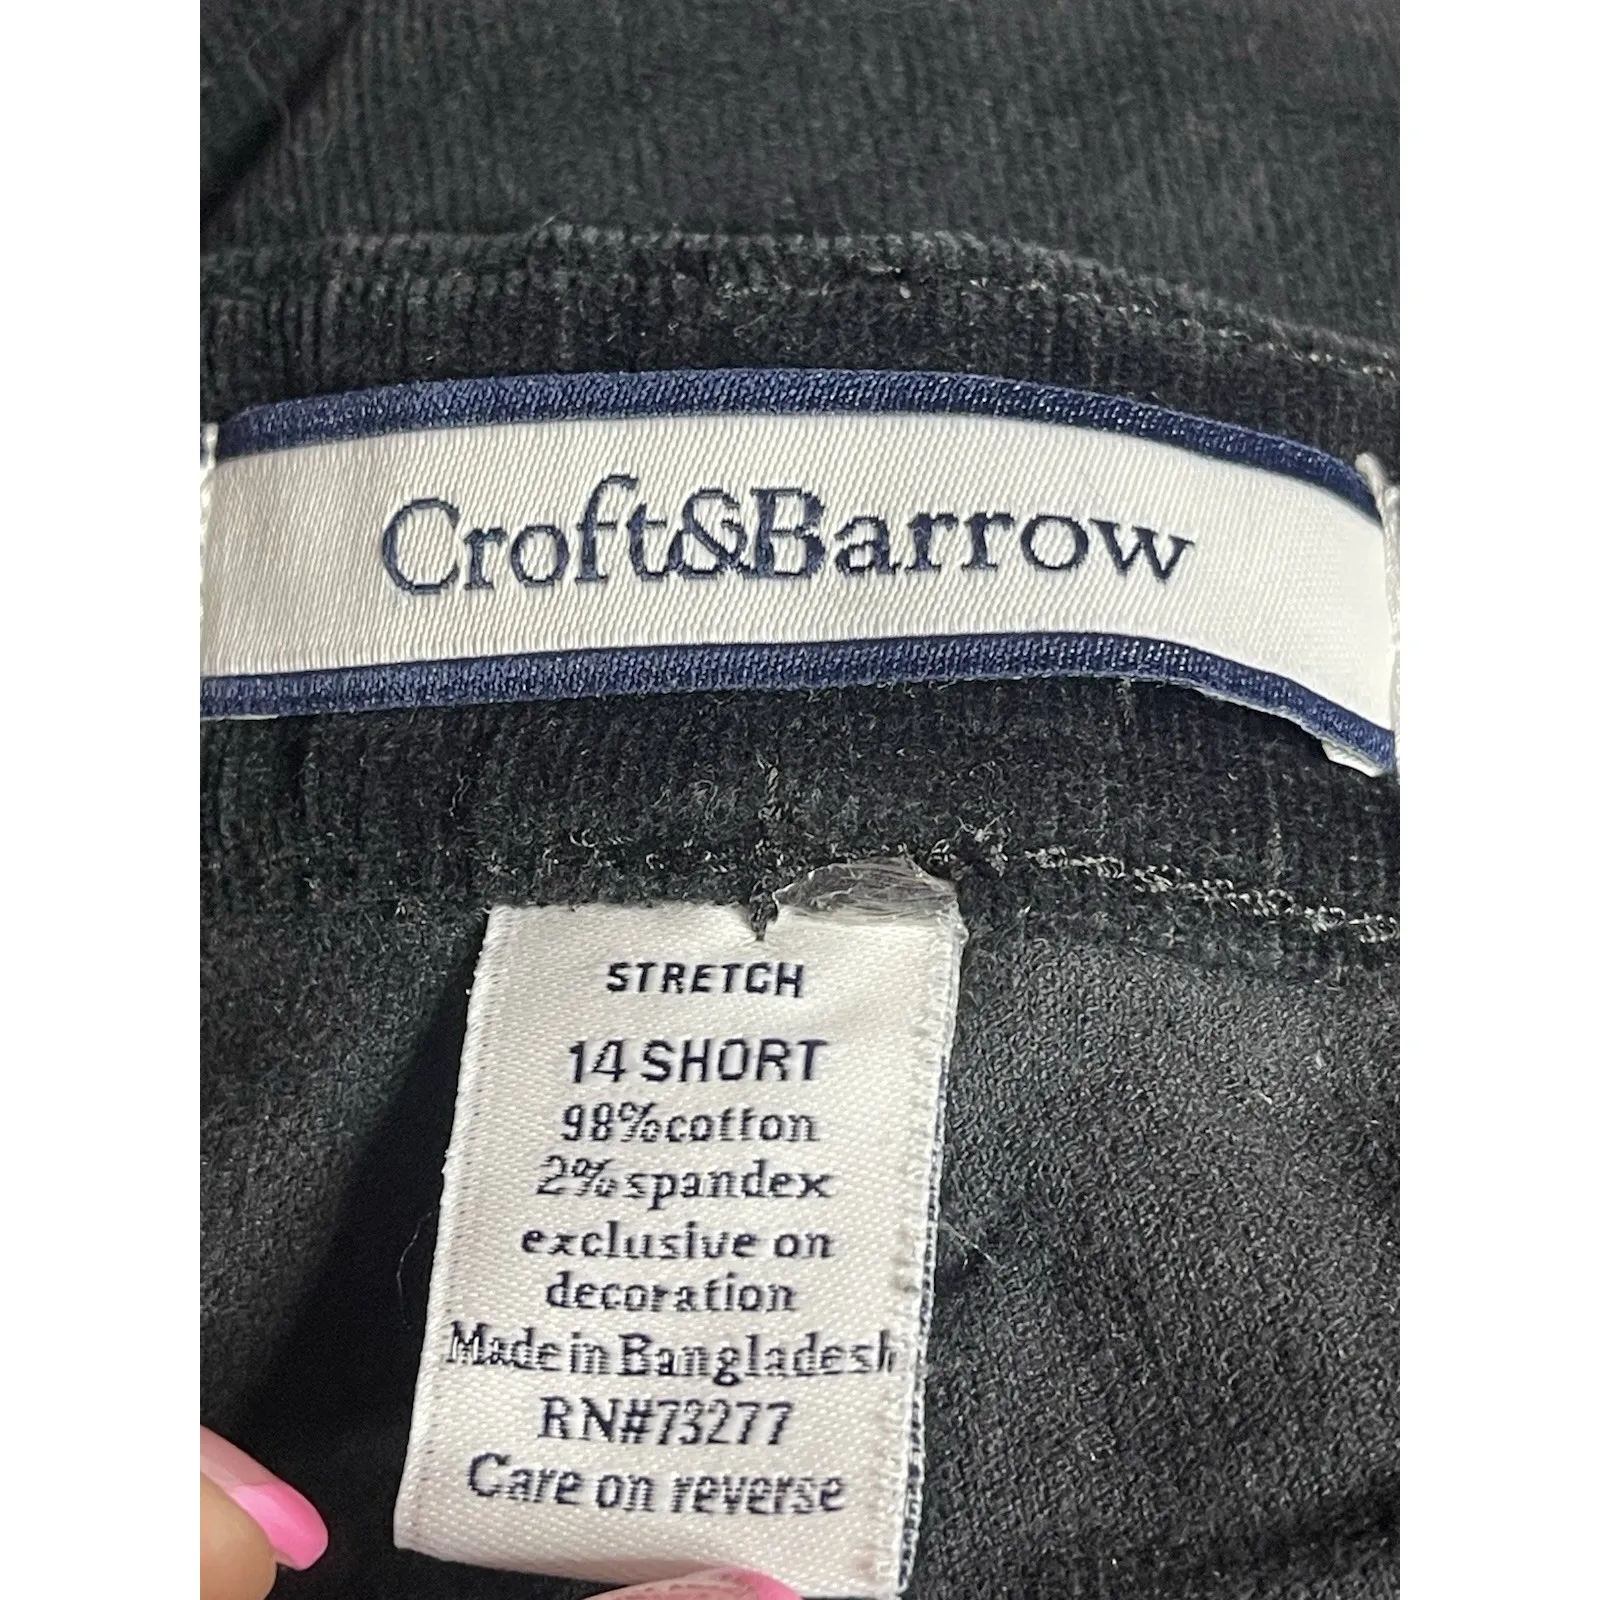 Croft&Barrow
STRETCH
14 SHORT
98% cotton
2% spandex
exclusive on
decoration
Made in Bangladesh
RN#73277
Care on reverse